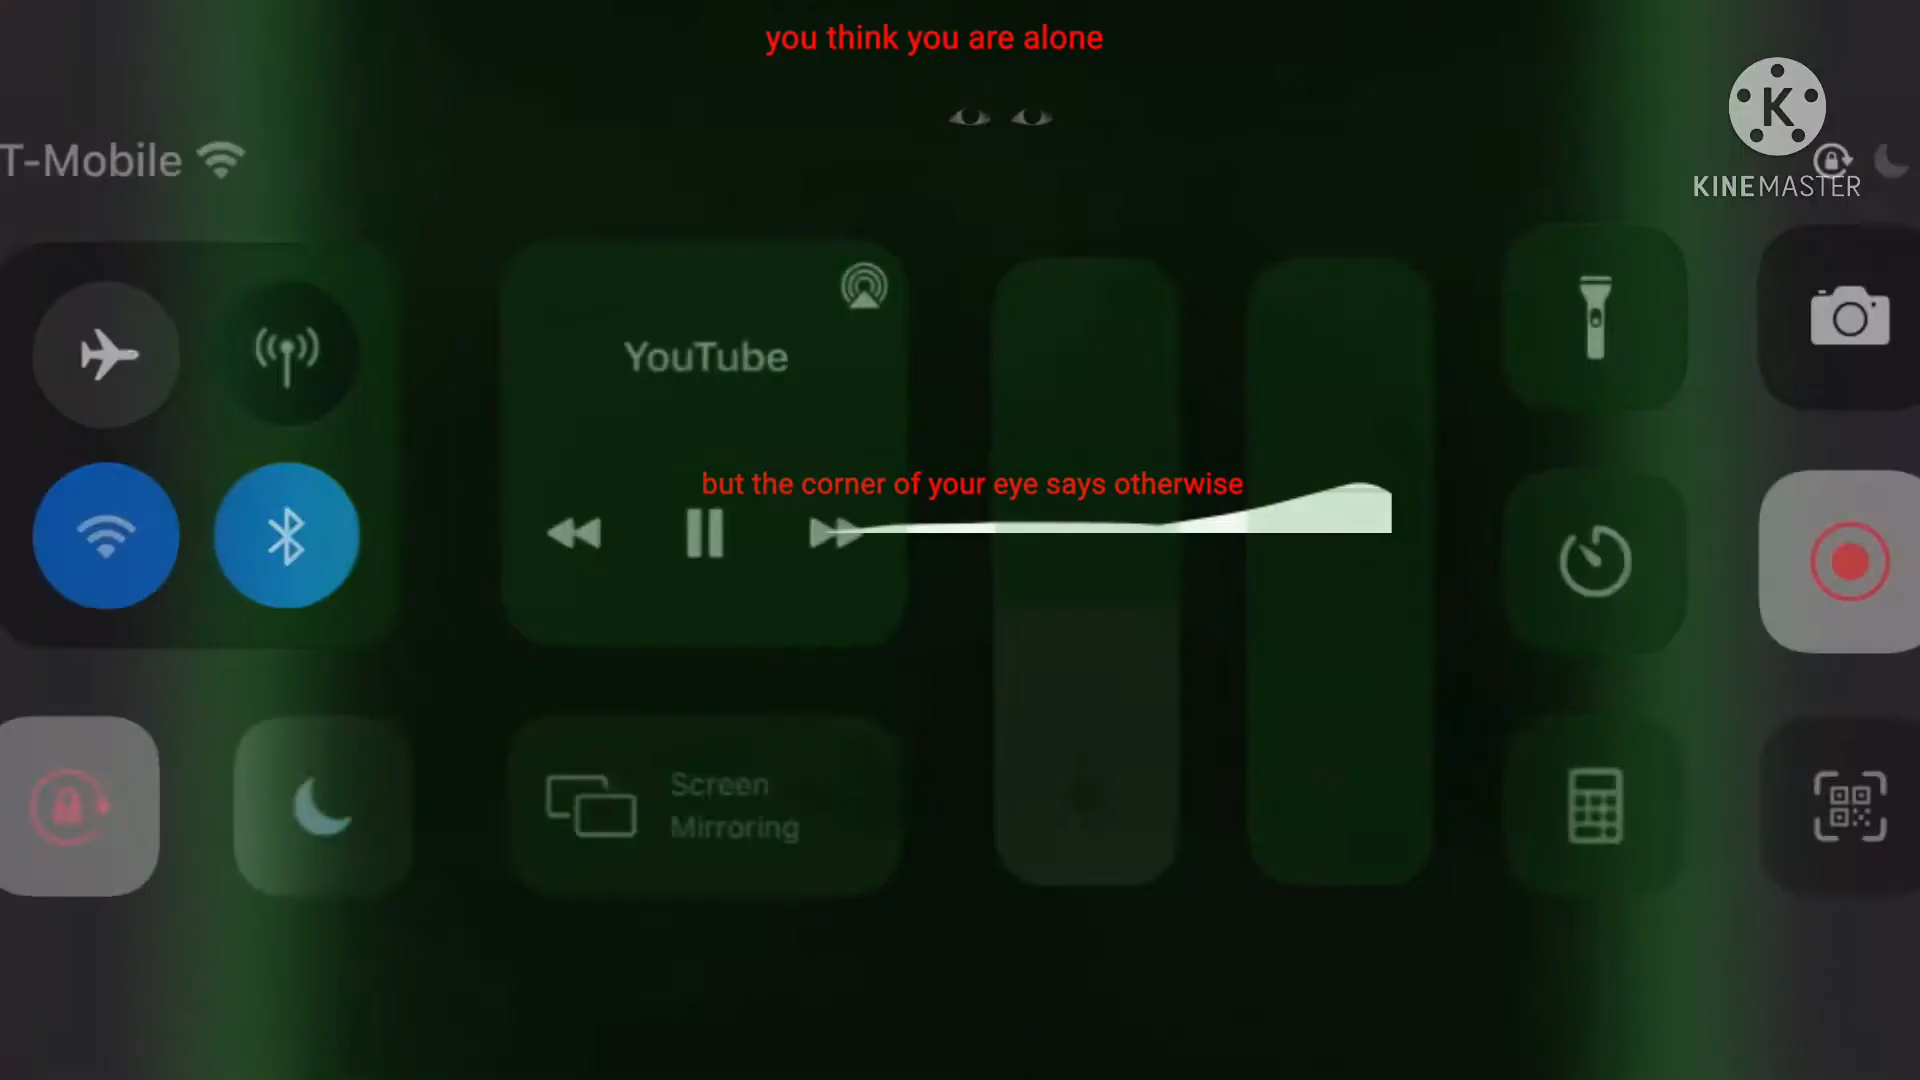 you think you are alone
T-Mobile
K
KINEMASTER
YouTube
but the corner of your eye says otherwise
Screen
Mirroring